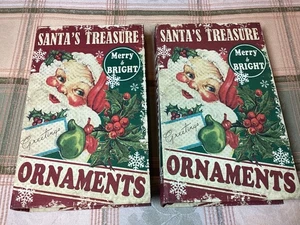 SANTA'S TREASURE
Merry
&
BRIGHT
Greetings
ORNAMENTS
SANTA'S TREASURE
Merry
&
BRIGHT
Greetings
ORNAMENTS